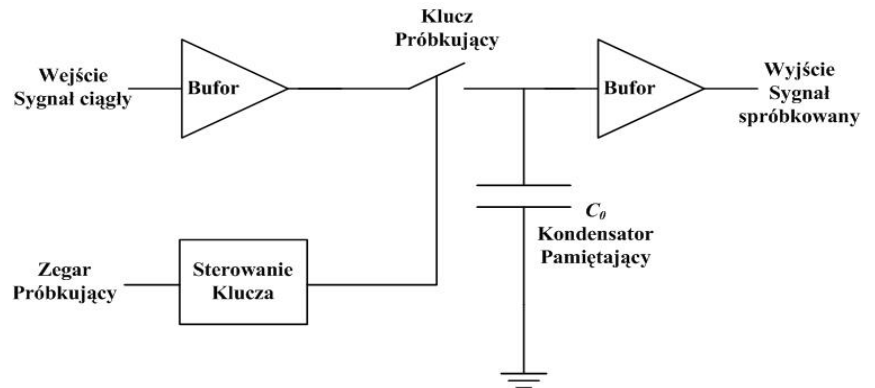 Klucz
Próbkujący
Wejście
Sygnał ciągły
Bufor
Bufor
Wyjście
Sygnał
spróbkowany
C₀
Kondensator
Pamiętający
Zegar
Próbkujący
Sterowanie
Klucza